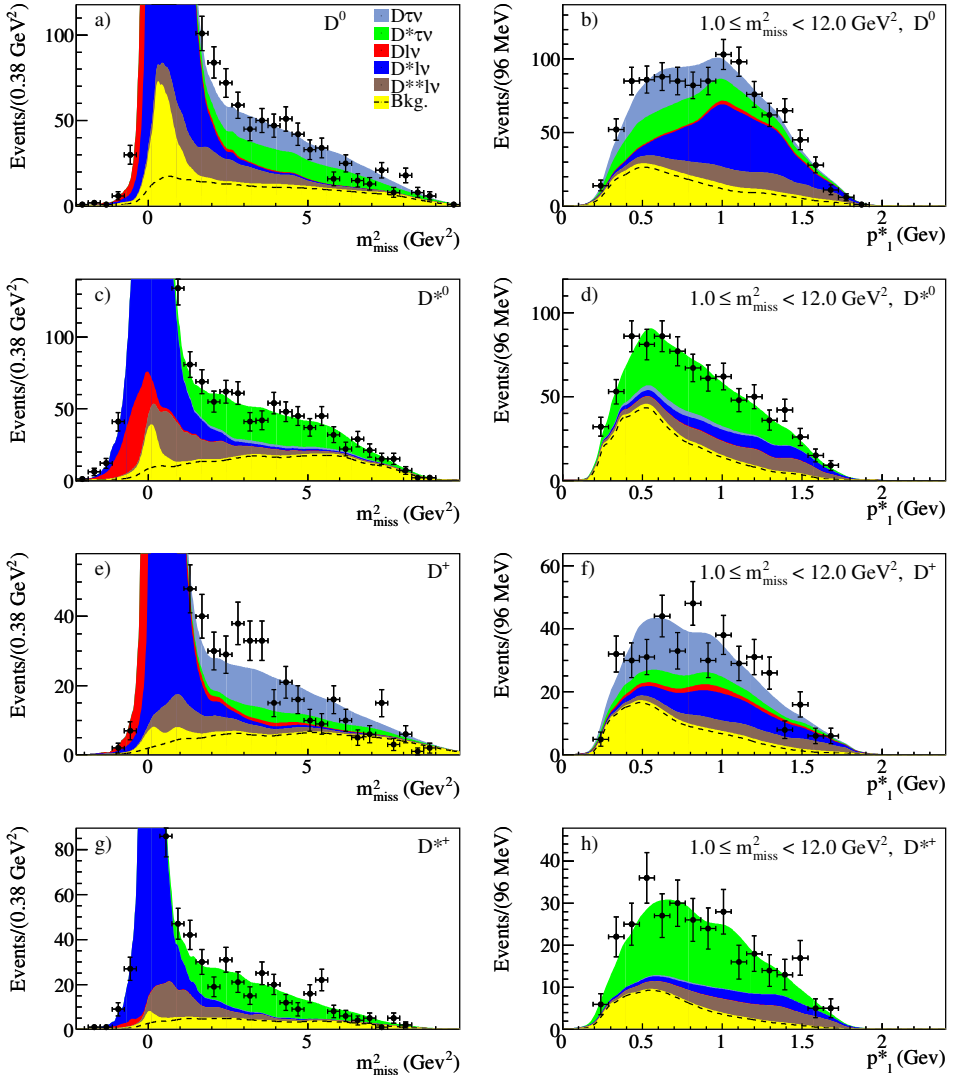 a) D⁰
Dτν
D*τν
Dlν
D*lν
D**lν
Bkg.
Events/(0.38 GeV²)
0 50 100
0 5
m²miss (Gev²)
b) 1.0 ≤ m²miss < 12.0 GeV², D⁰
Events/(96 MeV)
0 50 100
0 0.5 1 1.5 2
p*l (Gev)
c) D*⁰
Events/(0.38 GeV²)
0 50 100
0 5
m²miss (Gev²)
d) 1.0 ≤ m²miss < 12.0 GeV², D*⁰
Events/(96 MeV)
0 50 100
0 0.5 1 1.5 2
p*l (Gev)
e) D⁺
Events/(0.38 GeV²)
0 20 40
0 5
m²miss (Gev²)
f) 1.0 ≤ m²miss < 12.0 GeV², D⁺
Events/(96 MeV)
0 20 40 60
0 0.5 1 1.5 2
p*l (Gev)
g) D*⁺
Events/(0.38 GeV²)
0 20 40 60 80
0 5
m²miss (Gev²)
h) 1.0 ≤ m²miss < 12.0 GeV², D*⁺
Events/(96 MeV)
0 10 20 30 40
0 0.5 1 1.5 2
p*l (Gev)